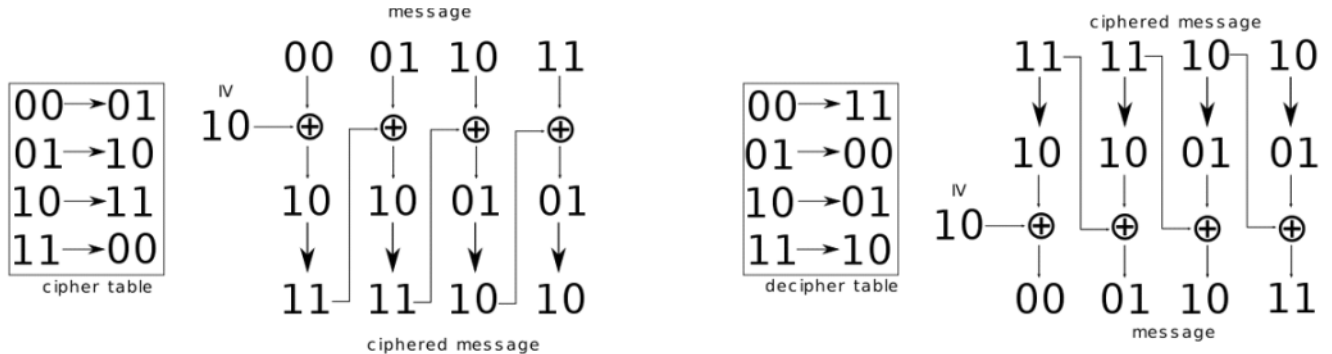 message
00 01 10 11
IV
10
00 01
01 10
10 11
11 00
cipher table
10 10 01 01
11 11 10 10
ciphered message
ciphered message
11 11 10 10
00 11
01 00
10 01
11 10
decipher table
10 10 01 01
IV
10
00 01 10 11
message